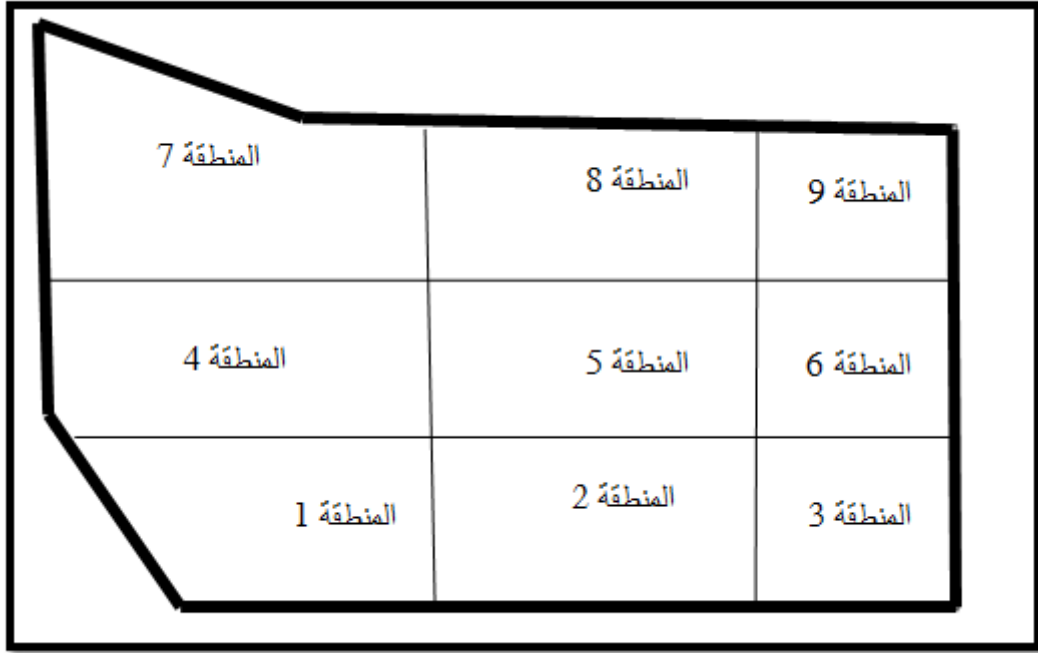 المنطقة 7
المنطقة 8
المنطقة 9
المنطقة 4
المنطقة 5
المنطقة 6
المنطقة 1
المنطقة 2
المنطقة 3